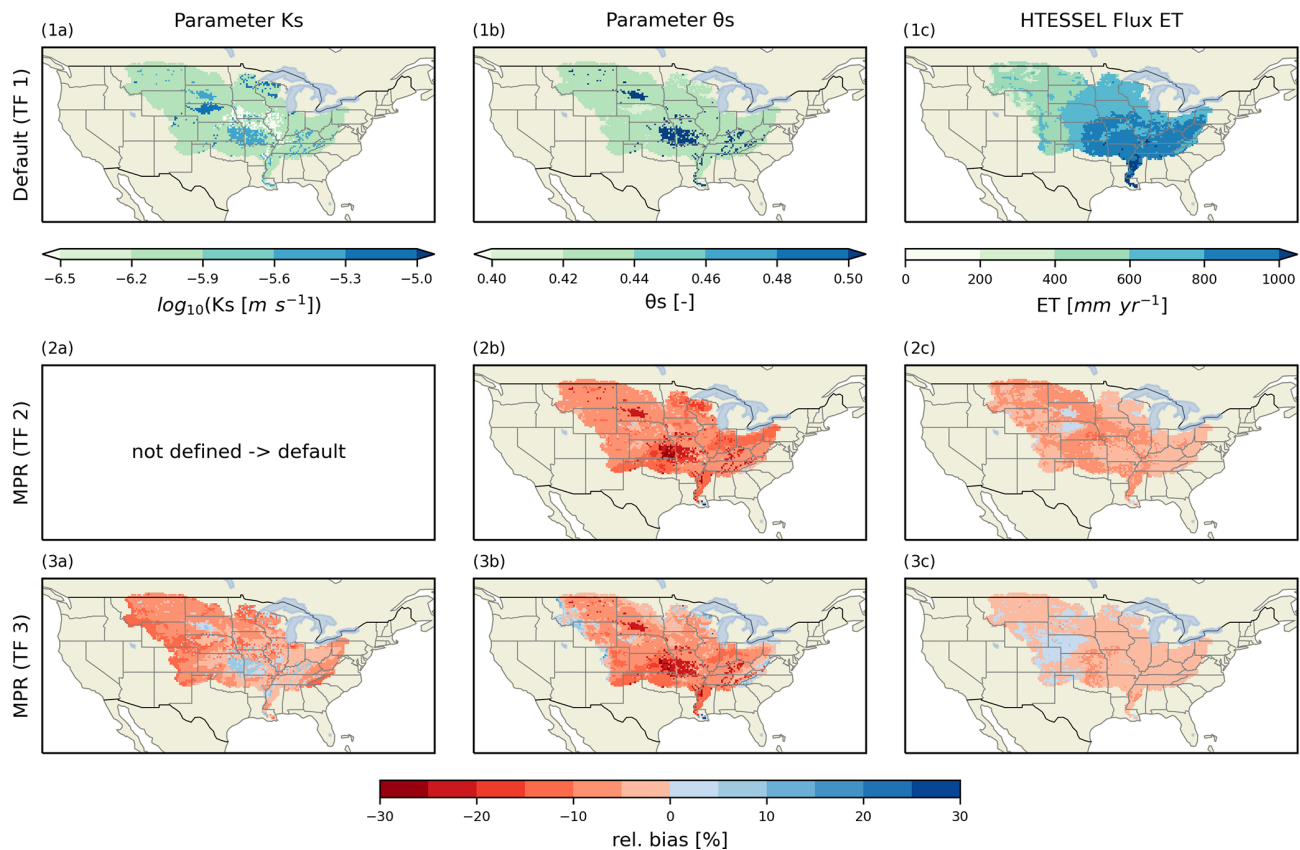 Parameter Ks
Parameter θs
HTESSEL Flux ET
(1a)
(1b)
(1c)
Default (TF 1)
−6.5 −6.2 −5.9 −5.6 −5.3 −5.0
log₁₀(Ks [m s⁻¹])
0.40 0.42 0.44 0.46 0.48 0.50
θs [-]
0 200 400 600 800 1000
ET [mm yr⁻¹]
(2a)
(2b)
(2c)
MPR (TF 2)
not defined -> default
(3a)
(3b)
(3c)
MPR (TF 3)
−30 −20 −10 0 10 20 30
rel. bias [%]